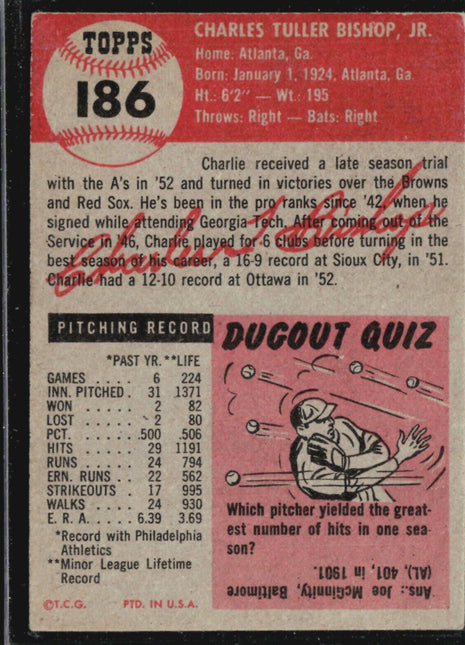 TOPPS
186
CHARLES TULLER BISHOP, JR.
Home: Atlanta, Ga.
Born: January 1, 1924, Atlanta, Ga
Ht.: 6'2" — Wt.: 195
Throws: Right — Bats: Right
Charlie received a late season trial
with the A's in '52 and turned in victories over the Browns
and Red Sox. He's been in the pro ranks since '42 when he
signed while attending Georgia Tech. After coming out of the
Service in '46, Charlie played for 6 clubs before turning in the
best season of his career, a 16-9 record at Sioux City, in '51.
Charlie had a 12-10 record at Ottawa in '52.
Charles Bishop
PITCHING RECORD
*PAST YR. **LIFE
GAMES . . . . 6 224
INN. PITCHED . 31 1371
WON . . . . . 2 82
LOST . . . . . 2 80
PCT. . . . . . .500 .506
HITS . . . . . 29 1191
RUNS . . . . . 24 794
ERN. RUNS . . 22 562
STRIKEOUTS . 17 995
WALKS . . . . 24 930
E. R. A. . . . . 6.39 3.69
*Record with Philadelphia
Athletics
**Minor League Lifetime
Record
©T.C.G. PTD. IN U.S.A.
DUGOUT QUIZ
Which pitcher yielded the great-
est number of hits in one sea-
son?
Ans.: Joe McGinnity, Baltimore
(AL), 401, in 1901.